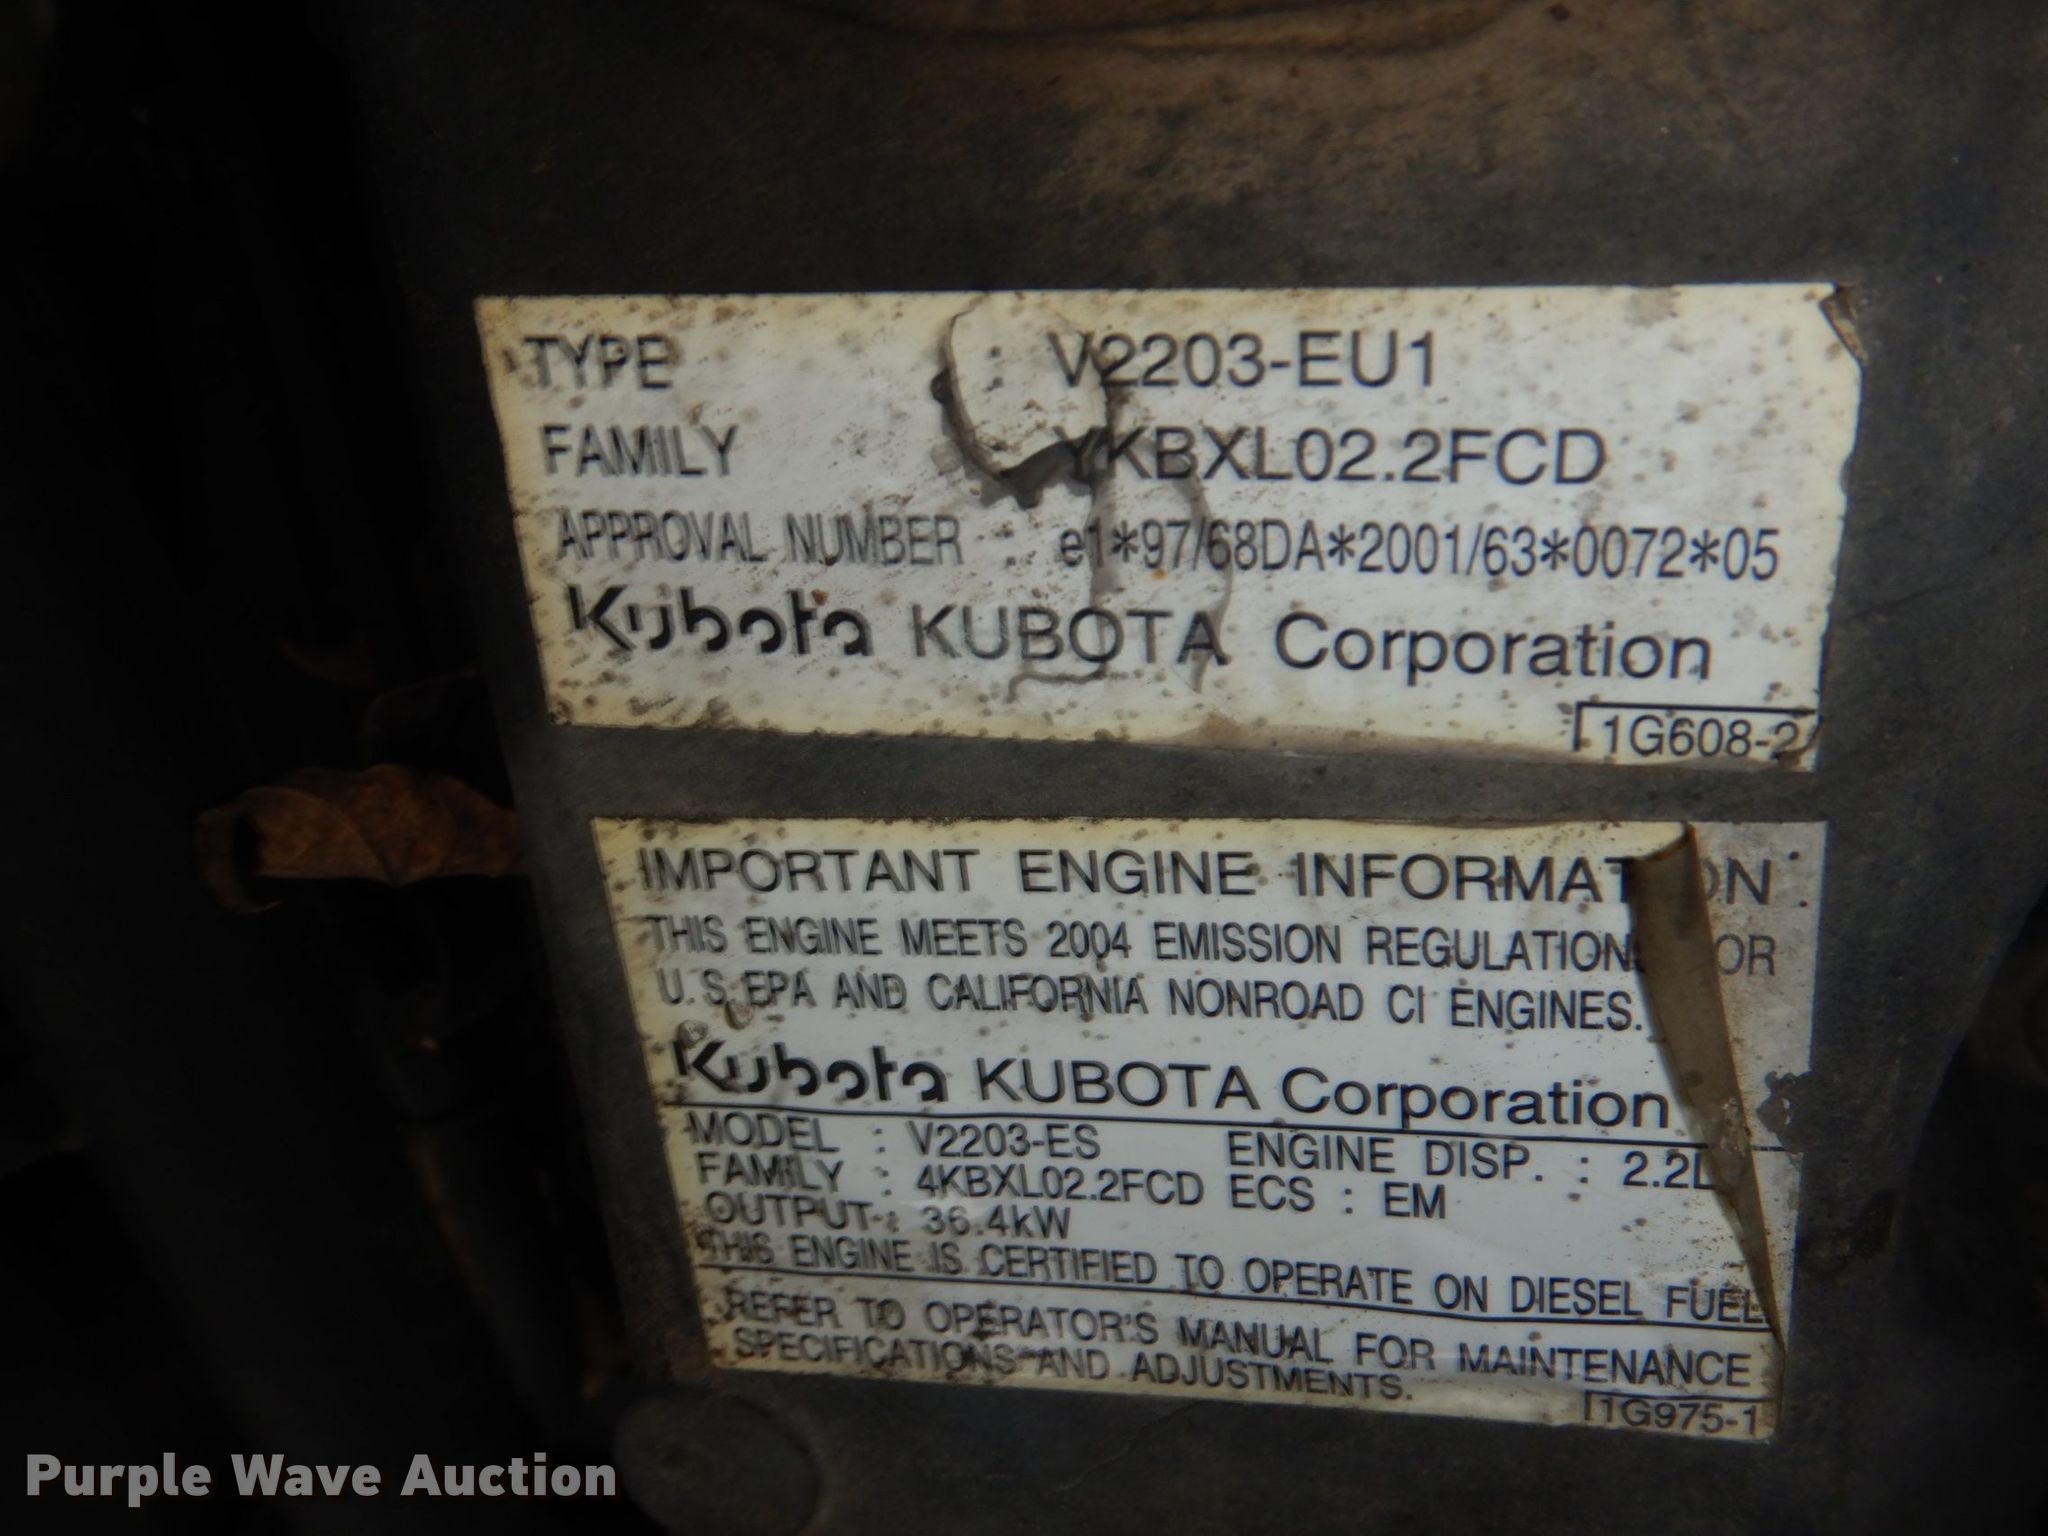 TYPE : V2203-EU1
FAMILY YKBXL02.2FCD
APPROVAL NUMBER : e1*97/68DA*2001/63*0072*05
Kubota KUBOTA Corporation
1G608-2
IMPORTANT ENGINE INFORMAT ON
THIS ENGINE MEETS 2004 EMISSION REGULATION OR
U.S.EPA AND CALIFORNIA NONROAD CI ENGINES.
Kubota KUBOTA Corporation
MODEL : V2203-ES ENGINE DISP. : 2.2L
FAMILY : 4KBXL02.2FCD ECS : EM
OUTPUT : 36.4kW
THIS ENGINE IS CERTIFIED TO OPERATE ON DIESEL FUEL
REFER TO OPERATOR'S MANUAL FOR MAINTENANCE
SPECIFICATIONS AND ADJUSTMENTS.
1G975-1
Purple Wave Auction